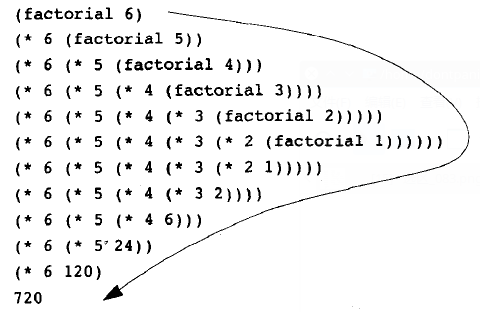 (factorial 6)
(* 6 (factorial 5))
(* 6 (* 5 (factorial 4)))
(* 6 (* 5 (* 4 (factorial 3))))
(* 6 (* 5 (* 4 (* 3 (factorial 2)))))
(* 6 (* 5 (* 4 (* 3 (* 2 (factorial 1))))))
(* 6 (* 5 (* 4 (* 3 (* 2 1)))))
(* 6 (* 5 (* 4 (* 3 2))))
(* 6 (* 5 (* 4 6)))
(* 6 (* 5 24))
(* 6 120)
720